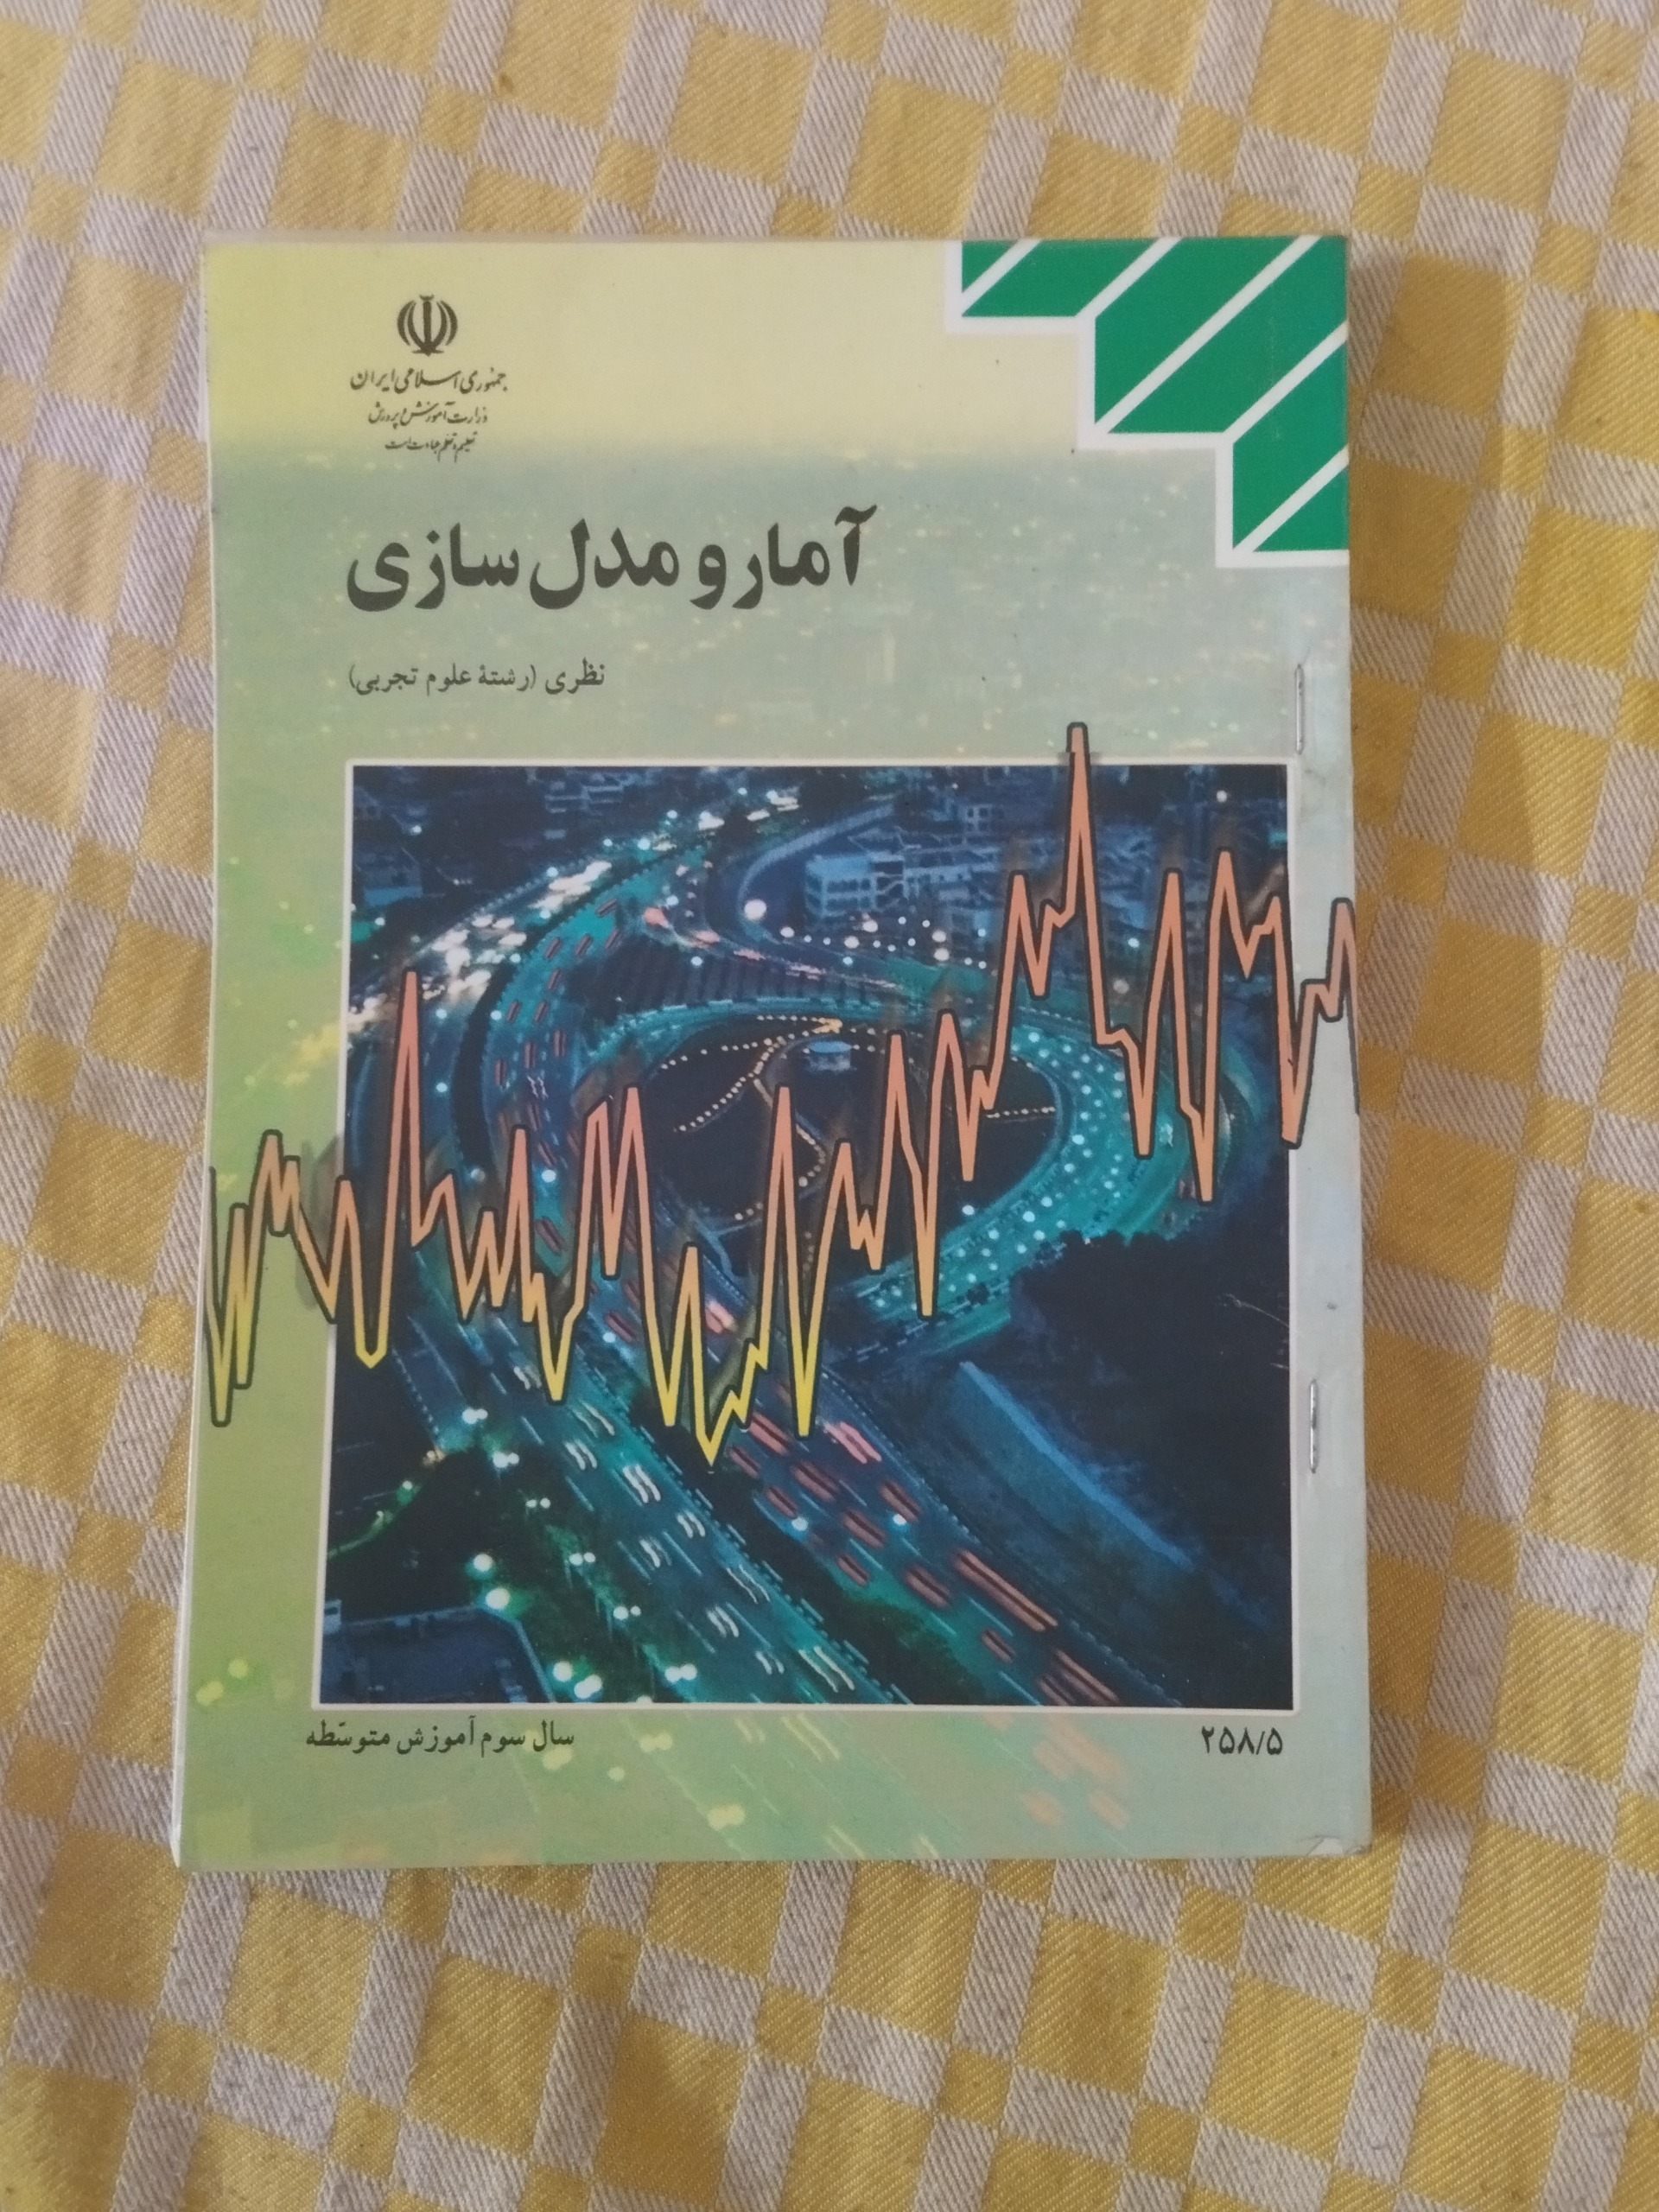 جمهوری اسلامی ایران
وزارت آموزش و پرورش
تعلیم و تعلم عبادت است
آمار و مدل سازی
نظری (رشتهٔ علوم تجربی)
۲۵۸/۵
سال سوم آموزش متوسّطه